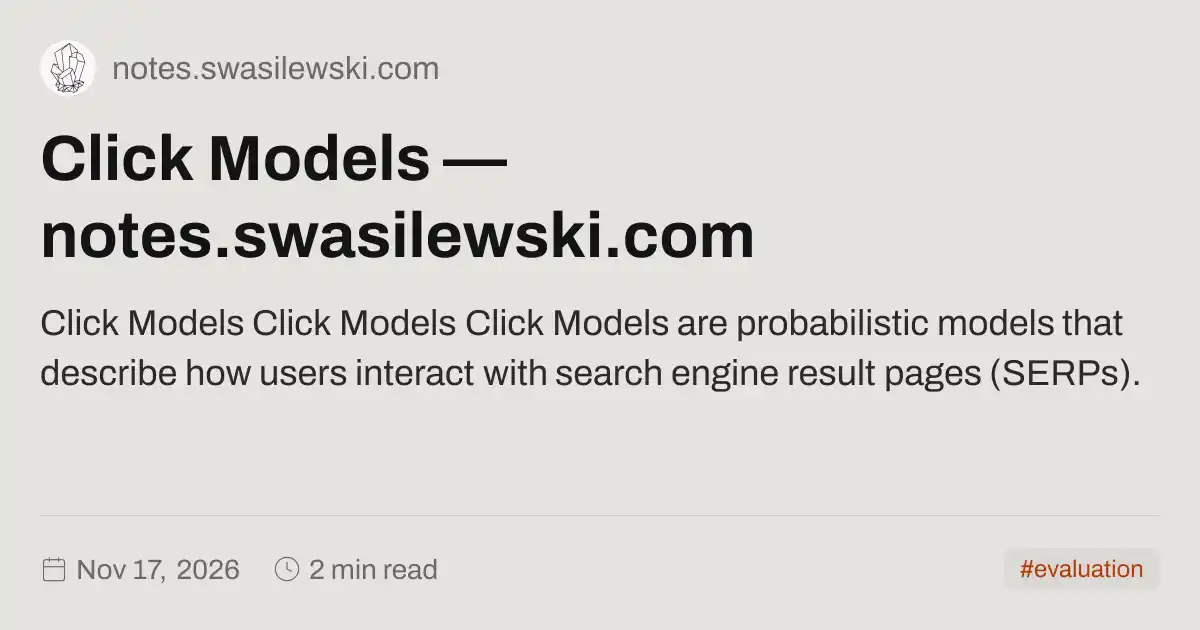 notes.swasilewski.com
Click Models —
notes.swasilewski.com
Click Models Click Models Click Models are probabilistic models that
describe how users interact with search engine result pages (SERPs).
Nov 17, 2026
2 min read
#evaluation